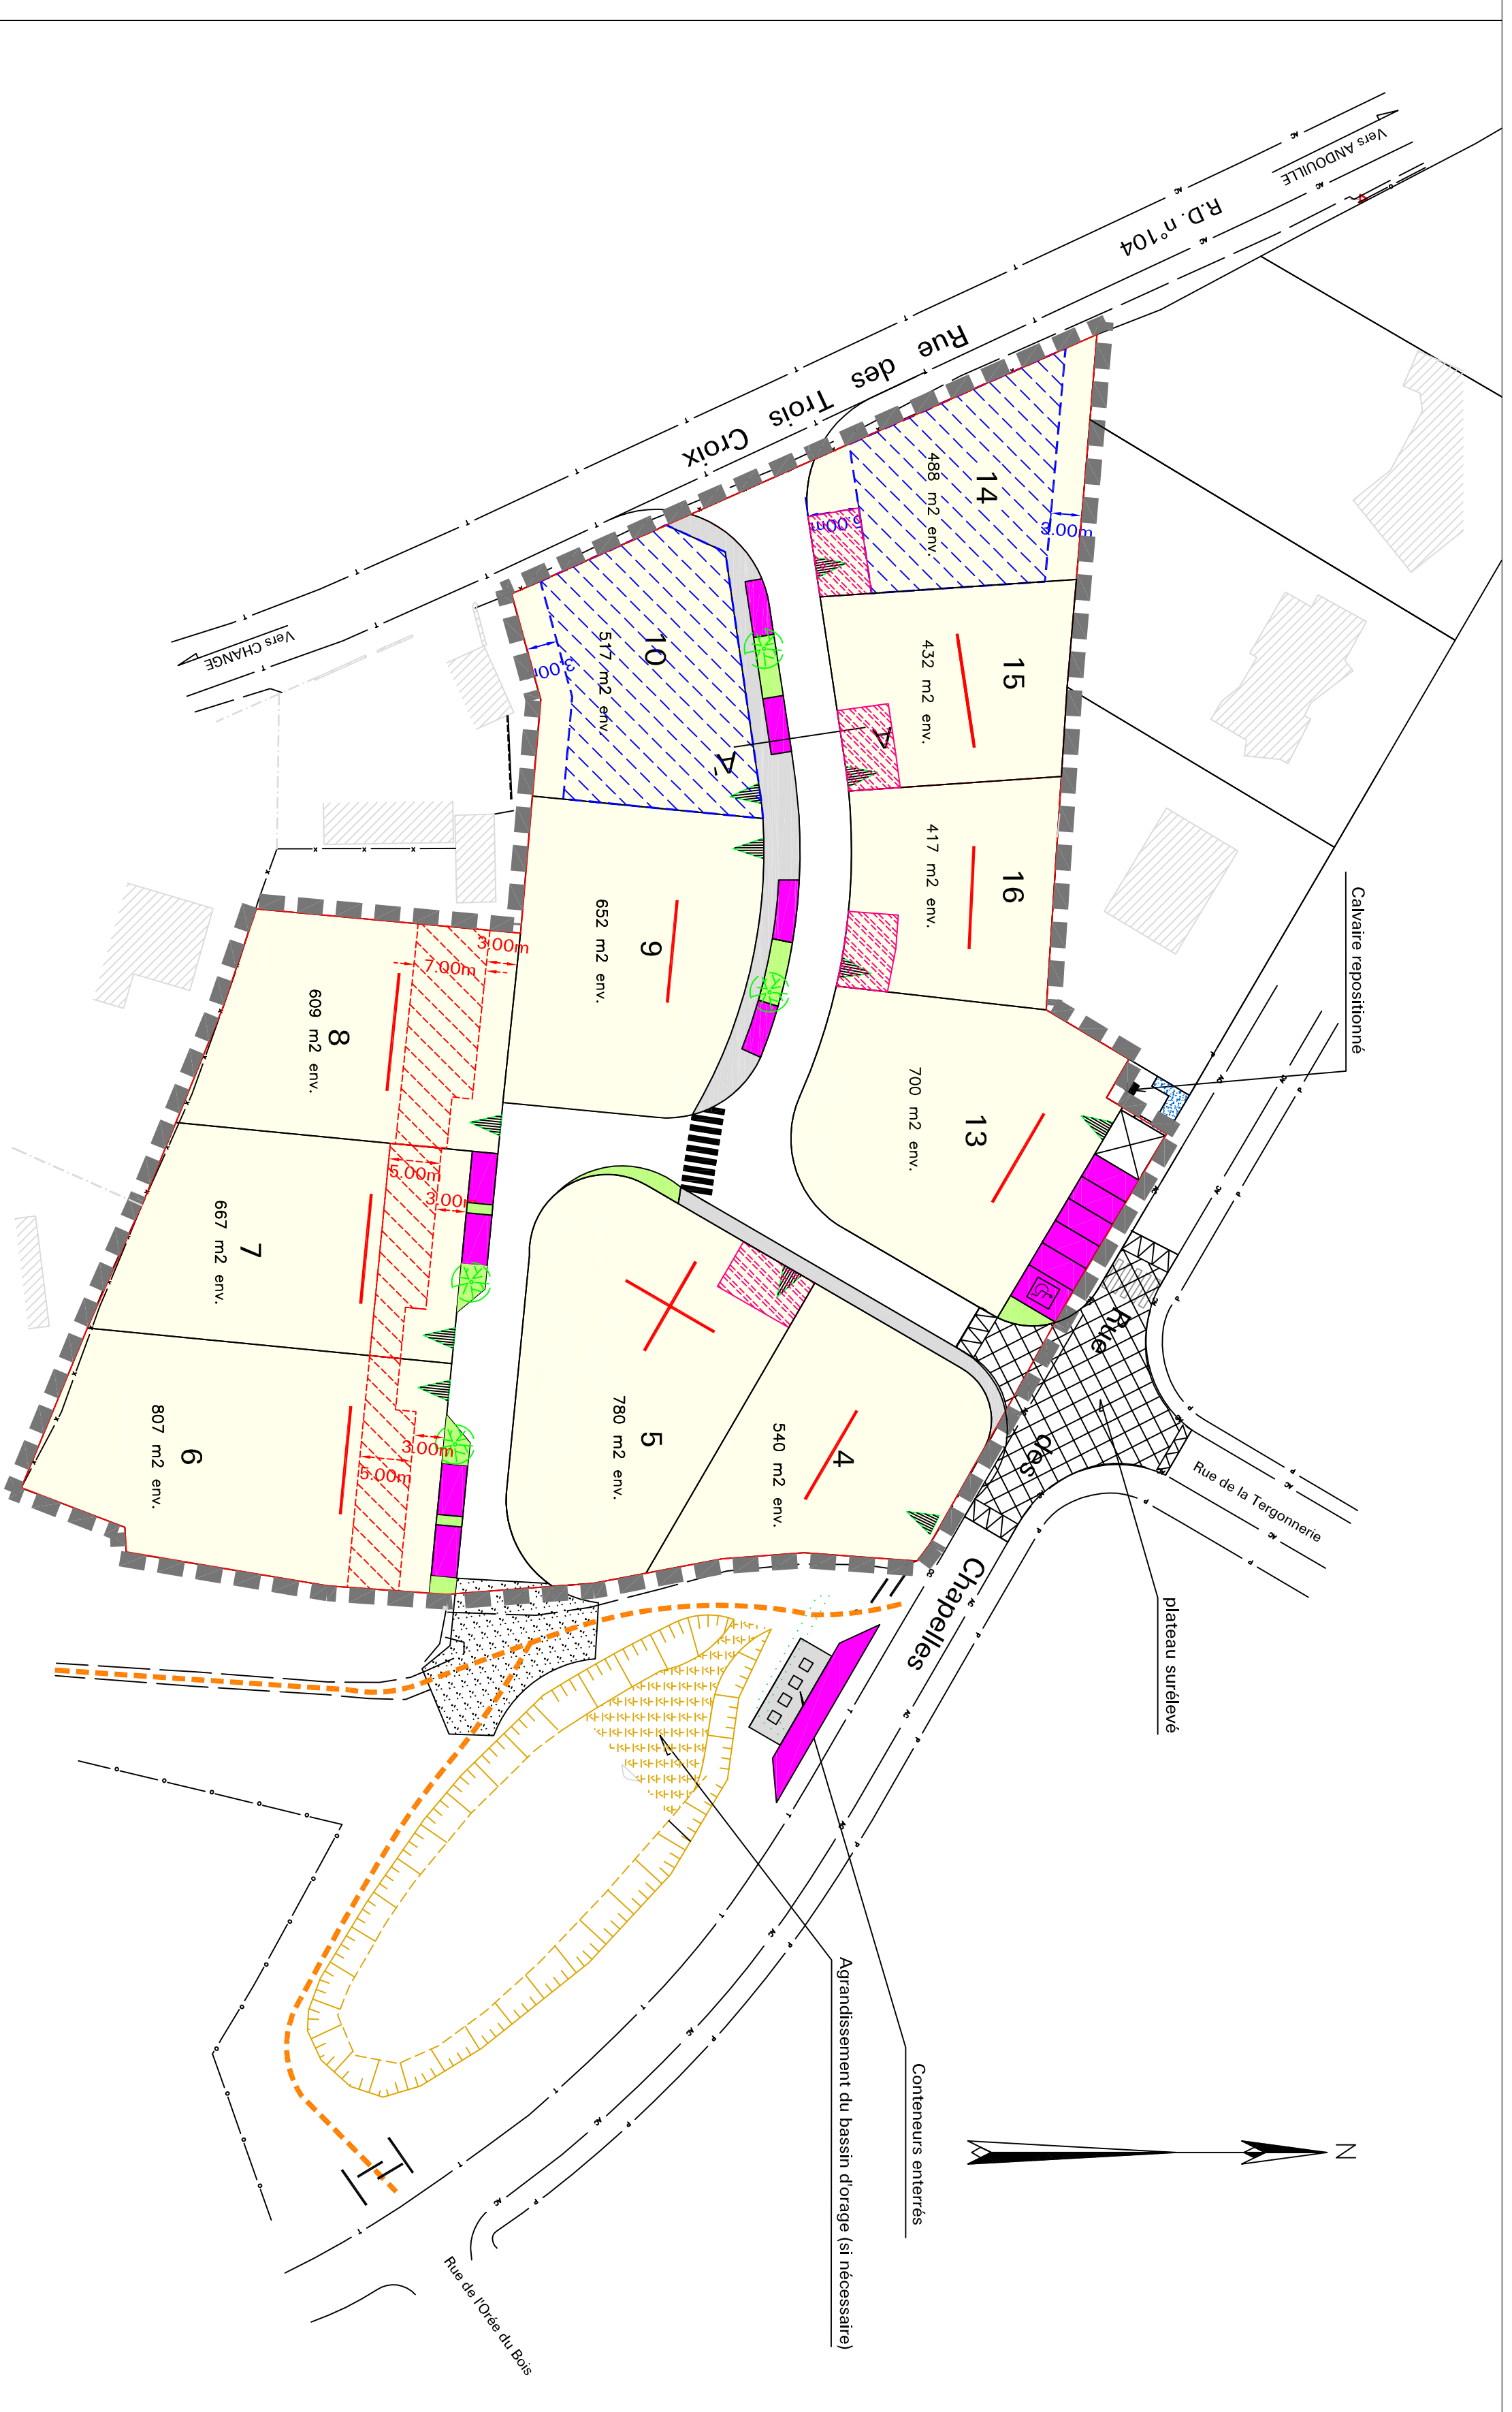 Vers ANDOUILLE
R.D. n°104
Rue des Trois Croix
Vers CHANGE
14
488 m2 env.
3.00m
15
432 m2 env.
16
417 m2 env.
13
700 m2 env.
10
517 m2 env.
A
A'
9
652 m2 env.
3.00m
7.00m
8
609 m2 env.
5.00m
7
667 m2 env.
3.00m
5.00m
6
807 m2 env.
5
780 m2 env.
4
540 m2 env.
Calvaire repositionné
Rue des Chapelles
Rue de la Tergonnerie
plateau surélevé
Conteneurs enterrés
Agrandissement du bassin d'orage (si nécessaire)
Rue de l'Orée du Bois
N